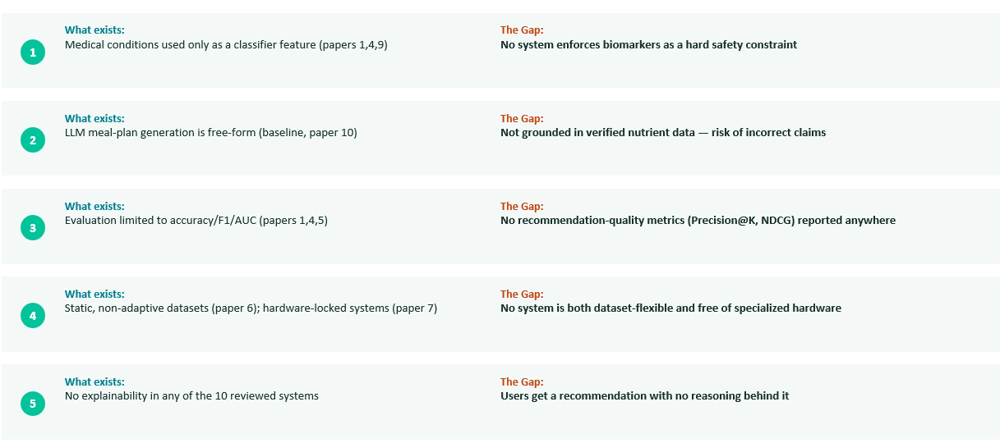 What exists:
The Gap:
1
Medical conditions used only as a classifier feature (papers 1,4,9)
No system enforces biomarkers as a hard safety constraint
What exists:
The Gap:
2
LLM meal-plan generation is free-form (baseline, paper 10)
Not grounded in verified nutrient data — risk of incorrect claims
What exists:
The Gap:
3
Evaluation limited to accuracy/F1/AUC (papers 1,4,5)
No recommendation-quality metrics (Precision@K, NDCG) reported anywhere
What exists:
The Gap:
4
Static, non-adaptive datasets (paper 6); hardware-locked systems (paper 7)
No system is both dataset-flexible and free of specialized hardware
What exists:
The Gap:
5
No explainability in any of the 10 reviewed systems
Users get a recommendation with no reasoning behind it